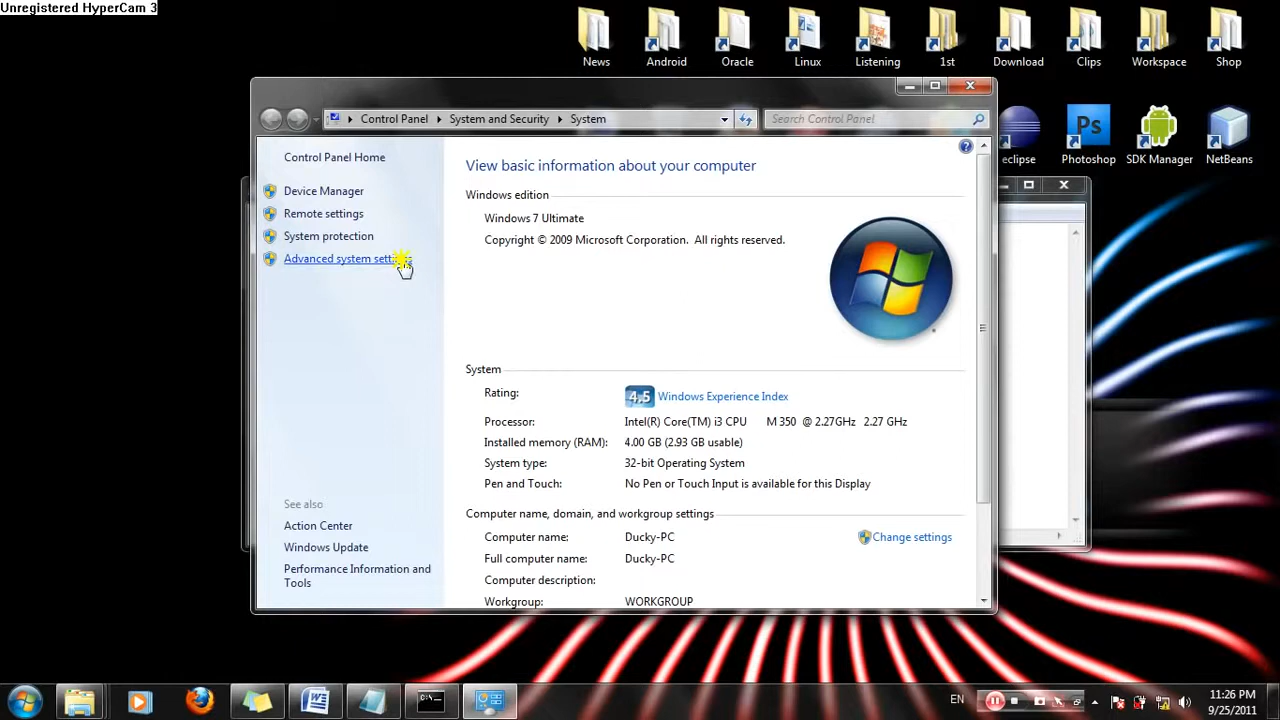 Unregistered HyperCam 3
News
Android
Oracle
Linux
Listening
1st
Download
Clips
Workspace
Shop
eclipse
Photoshop
SDK Manager
NetBeans
Ps
Control Panel
System and Security
System
Search Control Panel
Control Panel Home
Device Manager
Remote settings
System protection
Advanced system
View basic information about your computer
Windows edition
Windows 7 Ultimate
Copyright © 2009 Microsoft Corporation. All rights reserved.
System
Rating:
4,5
Windows Experience Index
Processor:
Intel(R) Core(TM) i3 CPU M 350 @ 2.27GHz 2.27 GHz
Installed memory (RAM):
4.00 GB (2.93 GB usable)
System type:
32-bit Operating System
Pen and Touch:
No Pen or Touch Input is available for this Display
Computer name, domain, and workgroup settings
Computer name:
Ducky-PC
Change settings
Full computer name:
Ducky-PC
Computer description:
Workgroup:
WORKGROUP
See also
Action Center
Windows Update
Performance Information and
Tools
EN
11:26 PM
9/25/2011